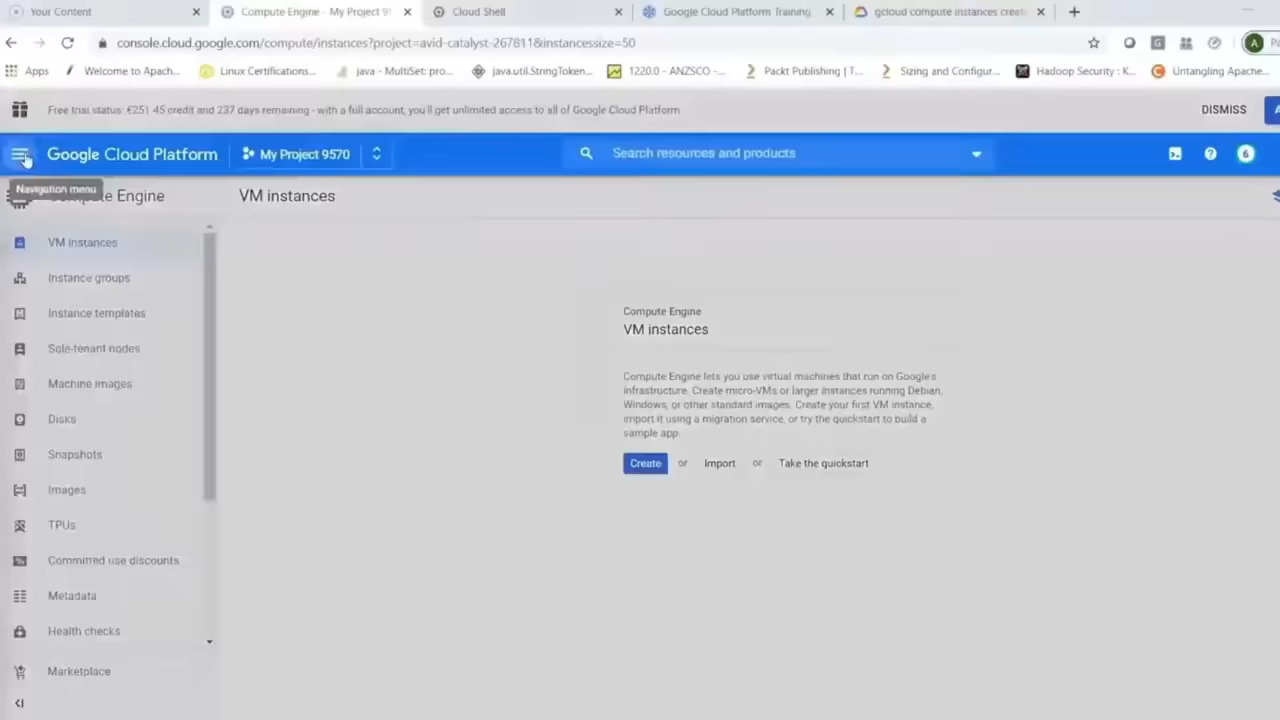 Your Content
Compute Engine - My Project 9
Cloud Shell
Google Cloud Platform Training
gcloud compute instances create
console.cloud.google.com/compute/instances?project=avid-catalyst-267811&instancessize=50
A
Apps
Welcome to Apach...
Linux Certifications...
java - MultiSet: pro...
java.util.StringToken...
1220.0 - ANZSCO -...
Packt Publishing | T...
Sizing and Configur...
Hadoop Security : K...
Untangling Apache...
Free trial status: €251.45 credit and 237 days remaining - with a full account, you'll get unlimited access to all of Google Cloud Platform
DISMISS
Google Cloud Platform
My Project 9570
Search resources and products
6
Navigation menu
Compute Engine
VM instances
VM instances
Instance groups
Instance templates
Sole-tenant nodes
Machine images
Disks
Snapshots
Images
TPUs
Committed use discounts
Metadata
Health checks
Marketplace
Compute Engine
VM instances
Compute Engine lets you use virtual machines that run on Google's
infrastructure. Create micro-VMs or larger instances running Debian,
Windows, or other standard images. Create your first VM instance,
import it using a migration service, or try the quickstart to build a
sample app.
Create or Import or Take the quickstart